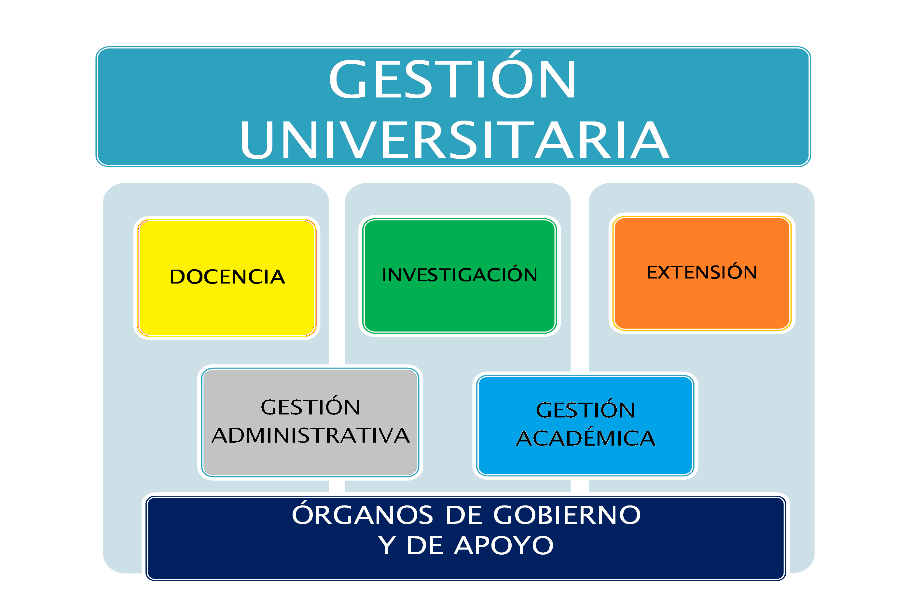 GESTIÓN
UNIVERSITARIA
DOCENCIA
INVESTIGACIÓN
EXTENSIÓN
GESTIÓN
ADMINISTRATIVA
GESTIÓN
ACADÉMICA
ÓRGANOS DE GOBIERNO
Y DE APOYO